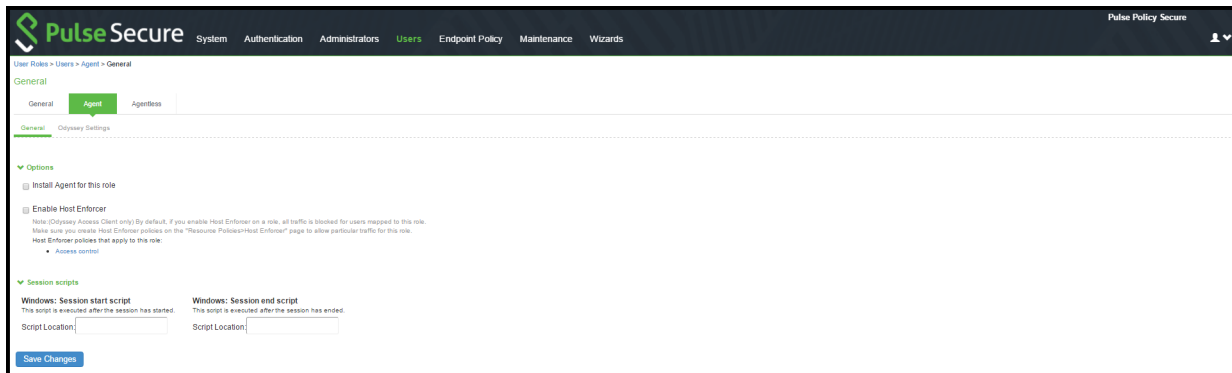 Pulse Policy Secure
Pulse Secure System Authentication Administrators Users Endpoint Policy Maintenance Wizards
User Roles > Users > Agent > General
General
General Agent Agentless
General Odyssey Settings
Options
Install Agent for this role
Enable Host Enforcer
Note:(Odyssey Access Client only) By default, if you enable Host Enforcer on a role, all traffic is blocked for users mapped to this role.
Make sure you create Host Enforcer policies on the "Resource Policies>Host Enforcer" page to allow particular traffic for this role.
Host Enforcer policies that apply to this role:
• Access control
Session scripts
Windows: Session start script Windows: Session end script
This script is executed after the session has started. This script is executed after the session has ended.
Script Location: Script Location:
Save Changes